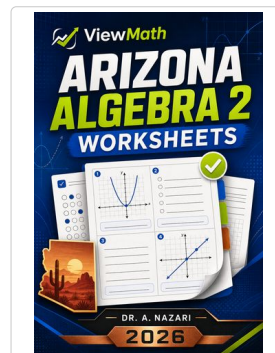 ViewMath
ARIZONA
ALGEBRA 2
WORKSHEETS
1
2
3
4
DR. A. NAZARI
2026